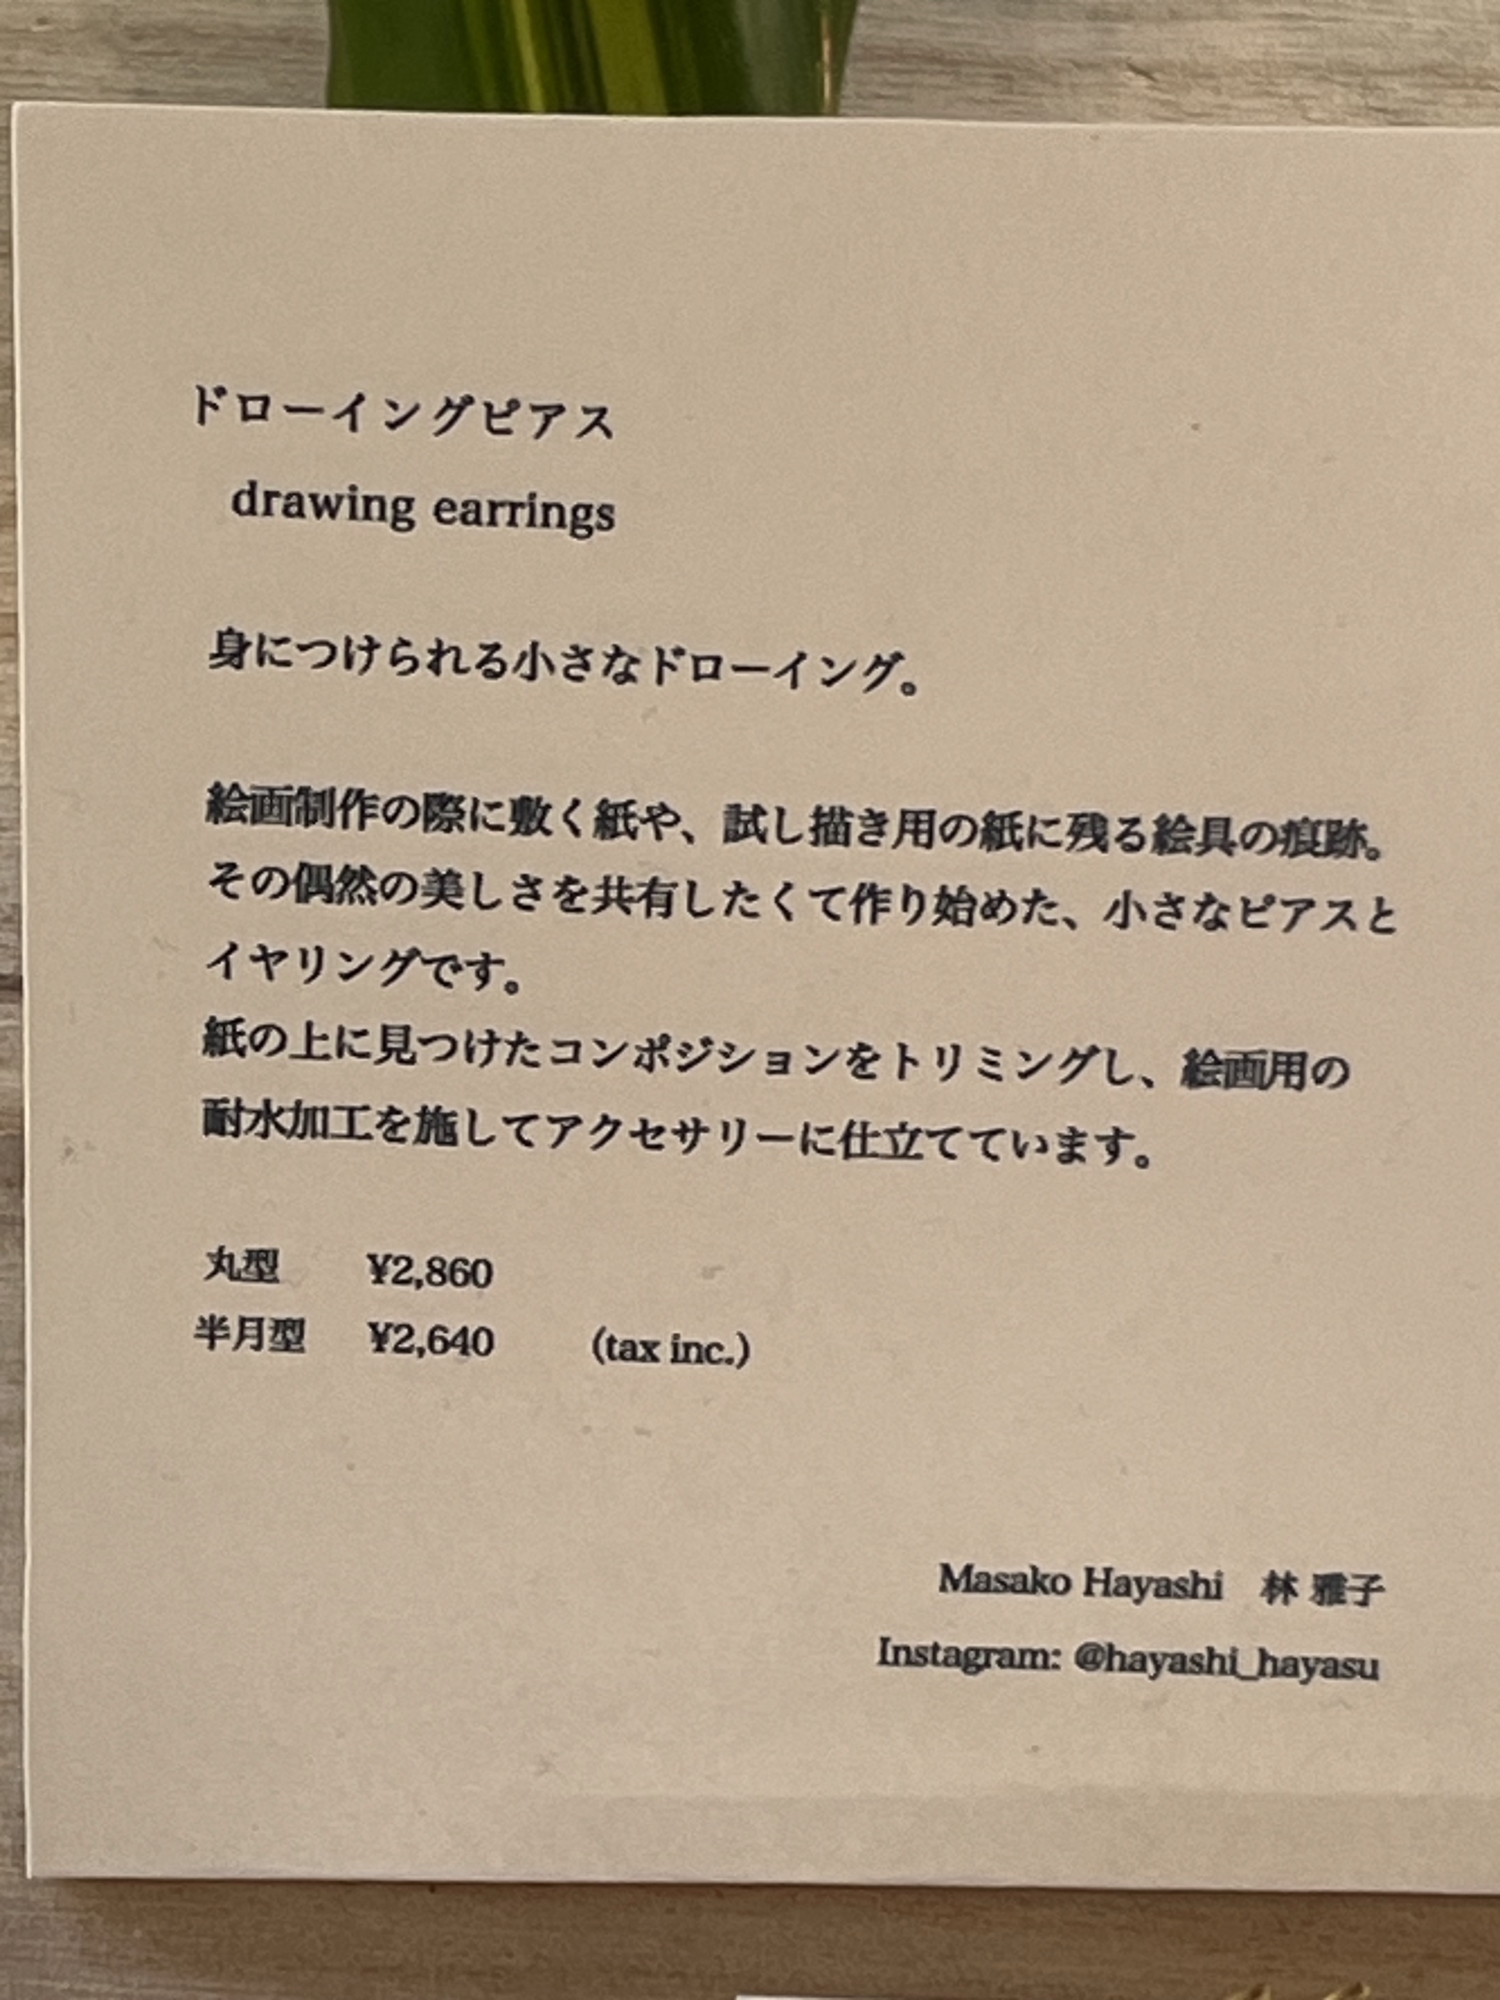 ドローイングピアス
drawing earrings
身につけられる小さなドローイング。
絵画制作の際に敷く紙や、試し描き用の紙に残る絵具の痕跡。
その偶然の美しさを共有したくて作り始めた、小さなピアスと
イヤリングです。
紙の上に見つけたコンポジションをトリミングし、絵画用の
耐水加工を施してアクセサリーに仕立てています。
丸型 ¥2,860
半月型 ¥2,640 (tax inc.)
Masako Hayashi 林 雅子
Instagram: @hayashi_hayasu